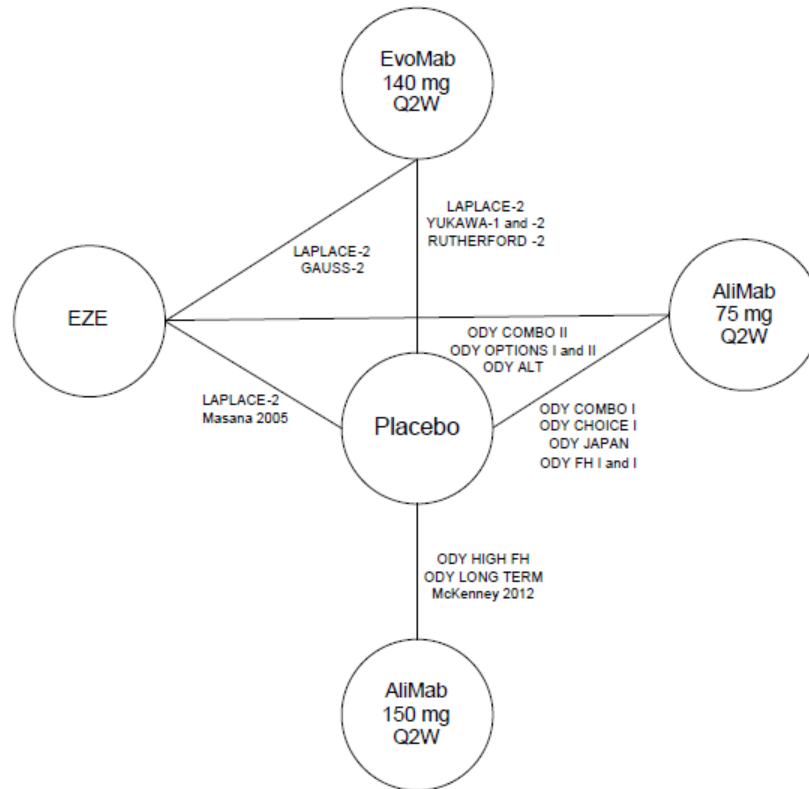 EvoMab
140 mg
Q2W
LAPLACE-2
YUKAWA-1 and -2
RUTHERFORD -2
LAPLACE-2
GAUSS-2
EZE
AliMab
75 mg
Q2W
ODY COMBO II
ODY OPTIONS I and II
ODY ALT
LAPLACE-2
Masana 2005
Placebo
ODY COMBO I
ODY CHOICE I
ODY JAPAN
ODY FH I and I
ODY HIGH FH
ODY LONG TERM
McKenney 2012
AliMab
150 mg
Q2W